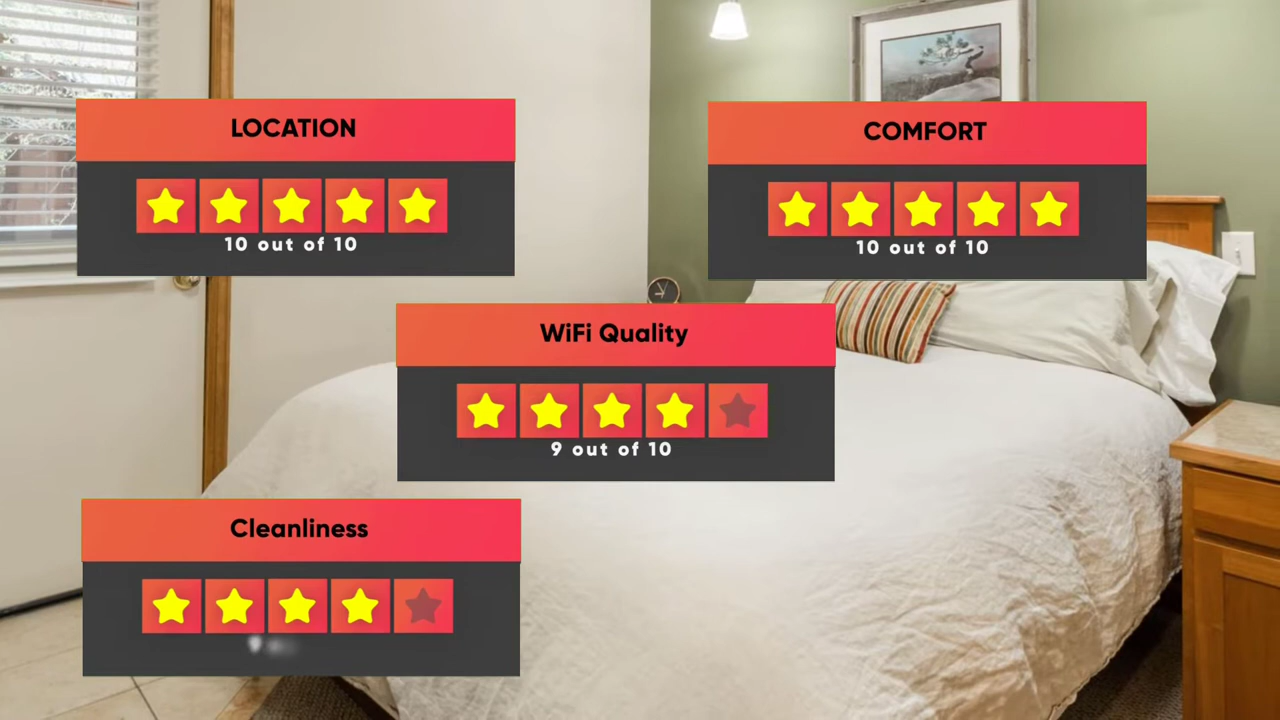 LOCATION
10 out of 10
COMFORT
10 out of 10
WiFi Quality
9 out of 10
Cleanliness